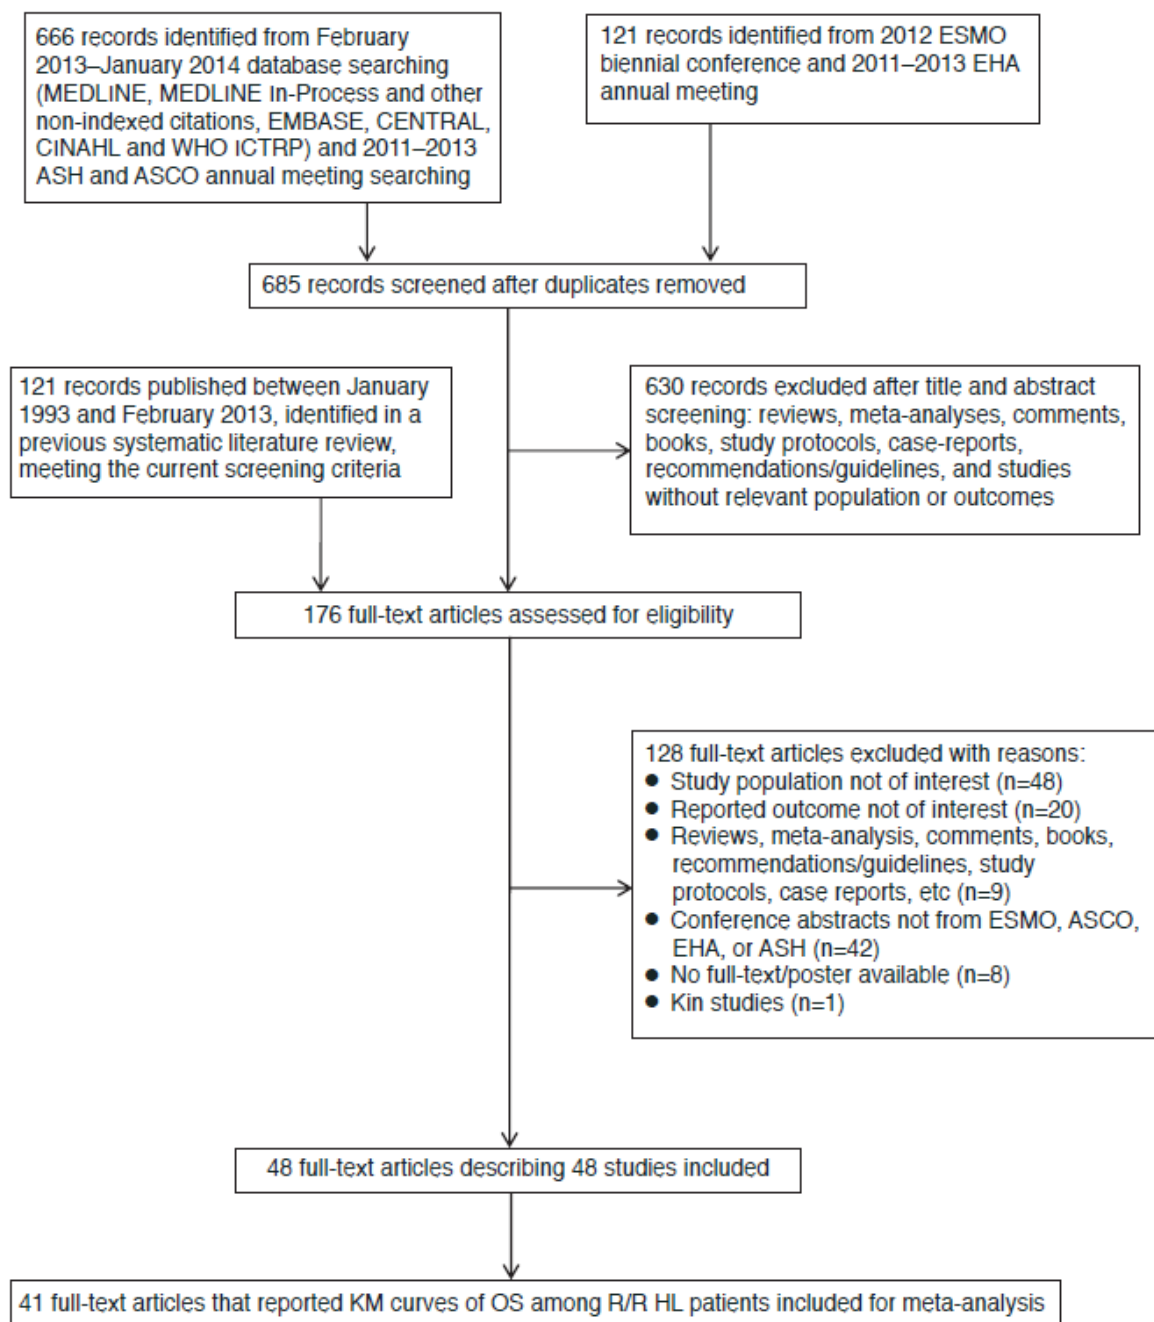 666 records identified from February
2013–January 2014 database searching
(MEDLINE, MEDLINE In-Process and other
non-indexed citations, EMBASE, CENTRAL,
CINAHL and WHO ICTRP) and 2011–2013
ASH and ASCO annual meeting searching
121 records identified from 2012 ESMO
biennial conference and 2011–2013 EHA
annual meeting
685 records screened after duplicates removed
121 records published between January
1993 and February 2013, identified in a
previous systematic literature review,
meeting the current screening criteria
630 records excluded after title and abstract
screening: reviews, meta-analyses, comments,
books, study protocols, case-reports,
recommendations/guidelines, and studies
without relevant population or outcomes
176 full-text articles assessed for eligibility
128 full-text articles excluded with reasons:
● Study population not of interest (n=48)
● Reported outcome not of interest (n=20)
● Reviews, meta-analysis, comments, books,
recommendations/guidelines, study
protocols, case reports, etc (n=9)
● Conference abstracts not from ESMO, ASCO,
EHA, or ASH (n=42)
● No full-text/poster available (n=8)
● Kin studies (n=1)
48 full-text articles describing 48 studies included
41 full-text articles that reported KM curves of OS among R/R HL patients included for meta-analysis